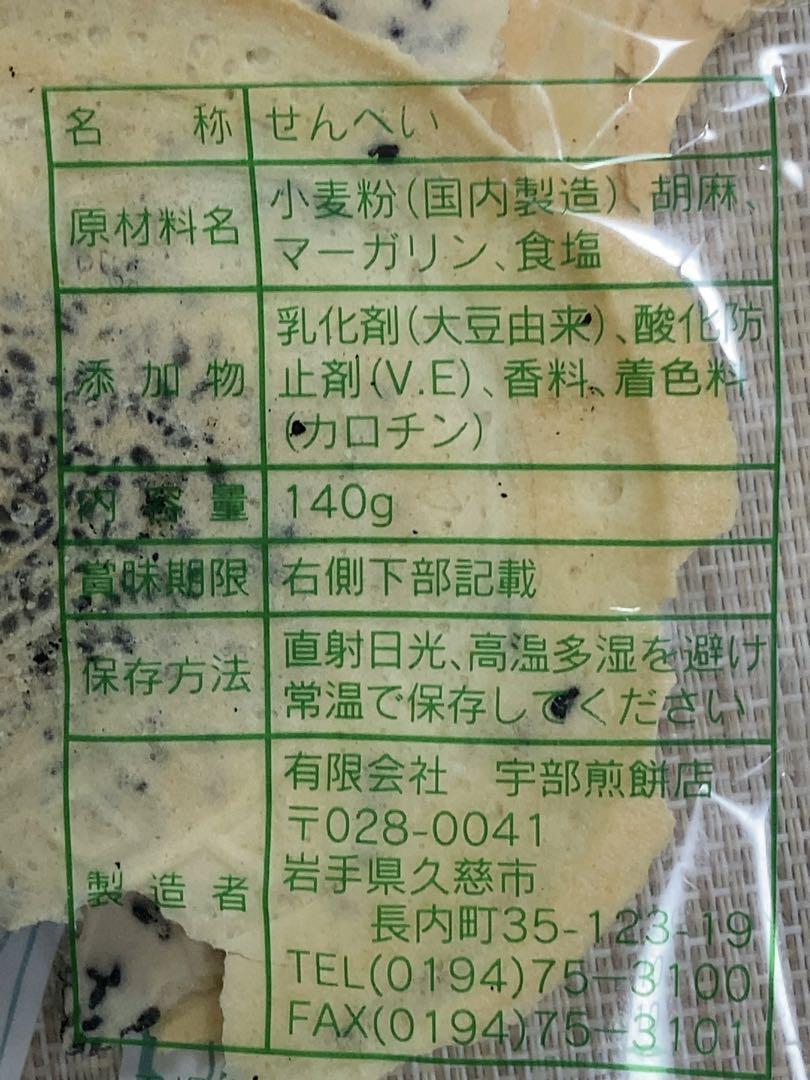 名称 せんべい
原材料名 小麦粉(国内製造)、胡麻、
マーガリン、食塩
添加物 乳化剤(大豆由来)、酸化防
止剤(V.E)、香料、着色料
(カロチン)
内容量 140g
賞味期限 右側下部記載
保存方法 直射日光、高温多湿を避け
常温で保存してください
製造者 有限会社 宇部煎餅店
〒028-0041
岩手県久慈市
長内町35-123-19
TEL(0194)75-3100
FAX(0194)75-3101